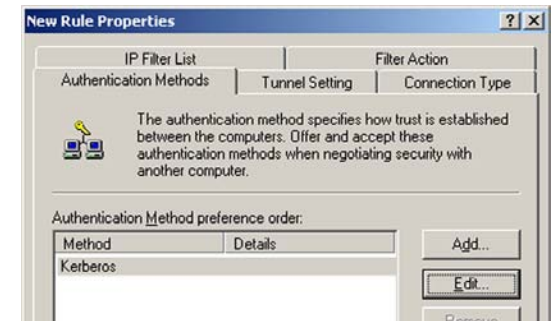 New Rule Properties
IP Filter List Filter Action
Authentication Methods Tunnel Setting Connection Type
The authentication method specifies how trust is established
between the computers. Offer and accept these
authentication methods when negotiating security with
another computer.
Authentication Method preference order:
Method Details Add...
Kerberos
Edit...
Remove